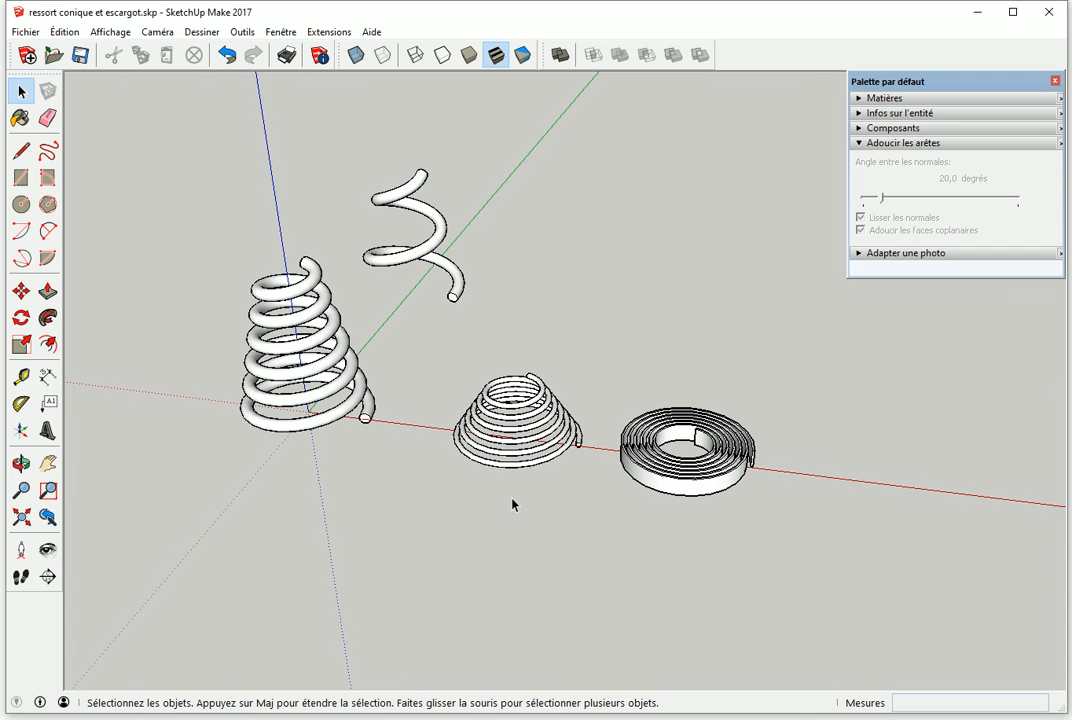 ressort conique et escargot.skp - SketchUp Make 2017
Fichier Édition Affichage Caméra Dessiner Outils Fenêtre Extensions Aide
Palette par défaut
Matières
Infos sur l'entité
Composants
Adoucir les arêtes
Angle entre les normales:
20,0 degrés
Lisser les normales
Adoucir les faces coplanaires
Adapter une photo
A1
Sélectionnez les objets. Appuyez sur Maj pour étendre la sélection. Faites glisser la souris pour sélectionner plusieurs objets.
Mesures